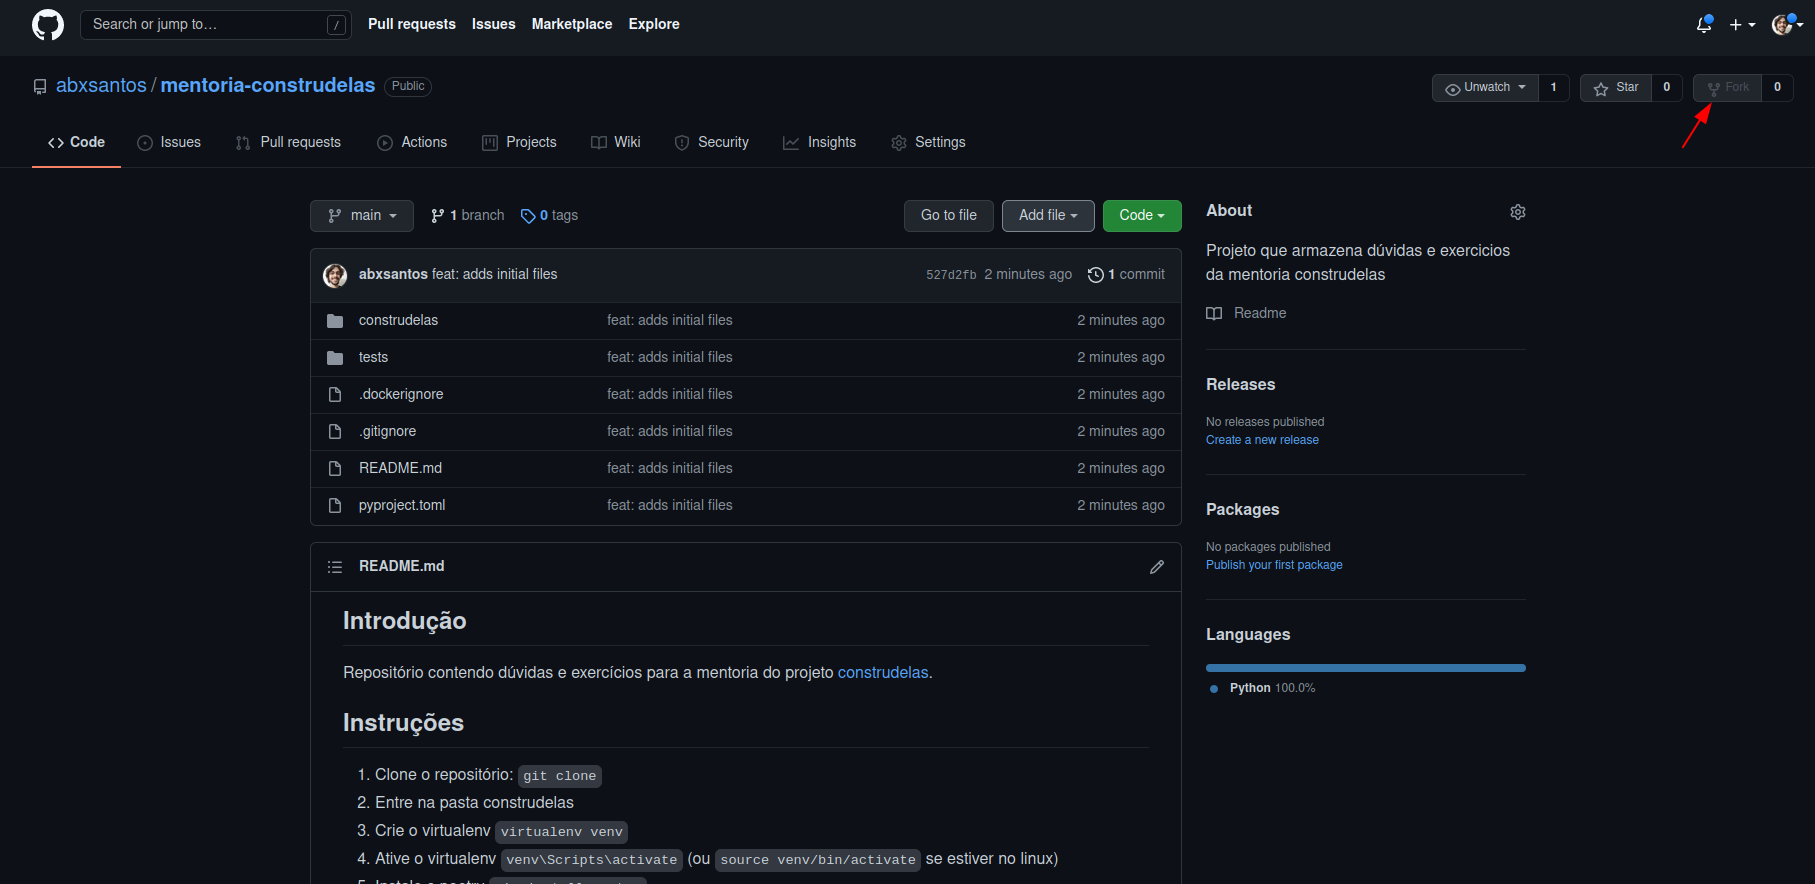 Search or jump to… /
Pull requests Issues Marketplace Explore
abxsantos / mentoria-construdelas Public
Unwatch 1 Star 0 Fork 0
Code Issues Pull requests Actions Projects Wiki Security Insights Settings
main 1 branch 0 tags Go to file Add file Code
abxsantos feat: adds initial files 527d2fb 2 minutes ago 1 commit
construdelas feat: adds initial files 2 minutes ago
tests feat: adds initial files 2 minutes ago
.dockerignore feat: adds initial files 2 minutes ago
.gitignore feat: adds initial files 2 minutes ago
README.md feat: adds initial files 2 minutes ago
pyproject.toml feat: adds initial files 2 minutes ago
README.md
Introdução
Repositório contendo dúvidas e exercícios para a mentoria do projeto construdelas.
Instruções
1. Clone o repositório: git clone
2. Entre na pasta construdelas
3. Crie o virtualenv virtualenv venv
4. Ative o virtualenv venv\Scripts\activate (ou source venv/bin/activate se estiver no linux)
About
Projeto que armazena dúvidas e exercicios
da mentoria construdelas
Readme
Releases
No releases published
Create a new release
Packages
No packages published
Publish your first package
Languages
Python 100.0%